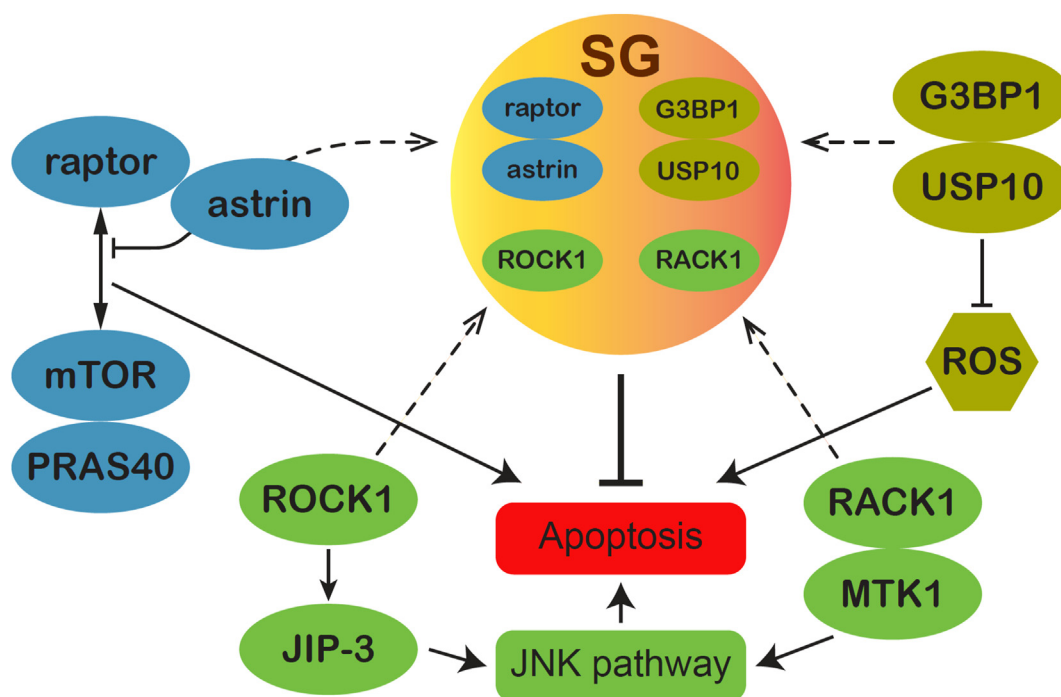 SG
raptor
G3BP1
astrin
USP10
ROCK1
RACK1
raptor
astrin
mTOR
PRAS40
G3BP1
USP10
ROS
ROCK1
JIP-3
Apoptosis
JNK pathway
RACK1
MTK1